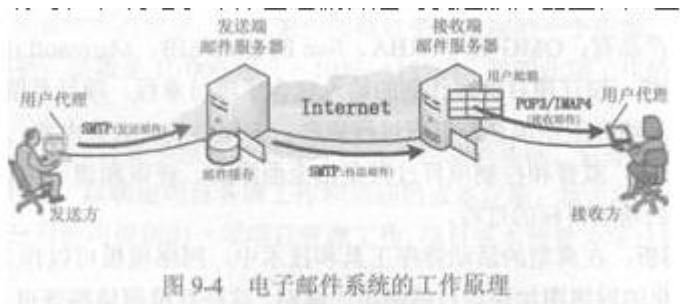 发送端
邮件服务器
接收端
邮件服务器
用户邮箱
用户代理
Internet
POP3/IMAP4
(收取邮件)
用户代理
SMTP(发送邮件)
邮件缓存
SMTP(传送邮件)
发送方
接收方
图 9-4 电子邮件系统的工作原理